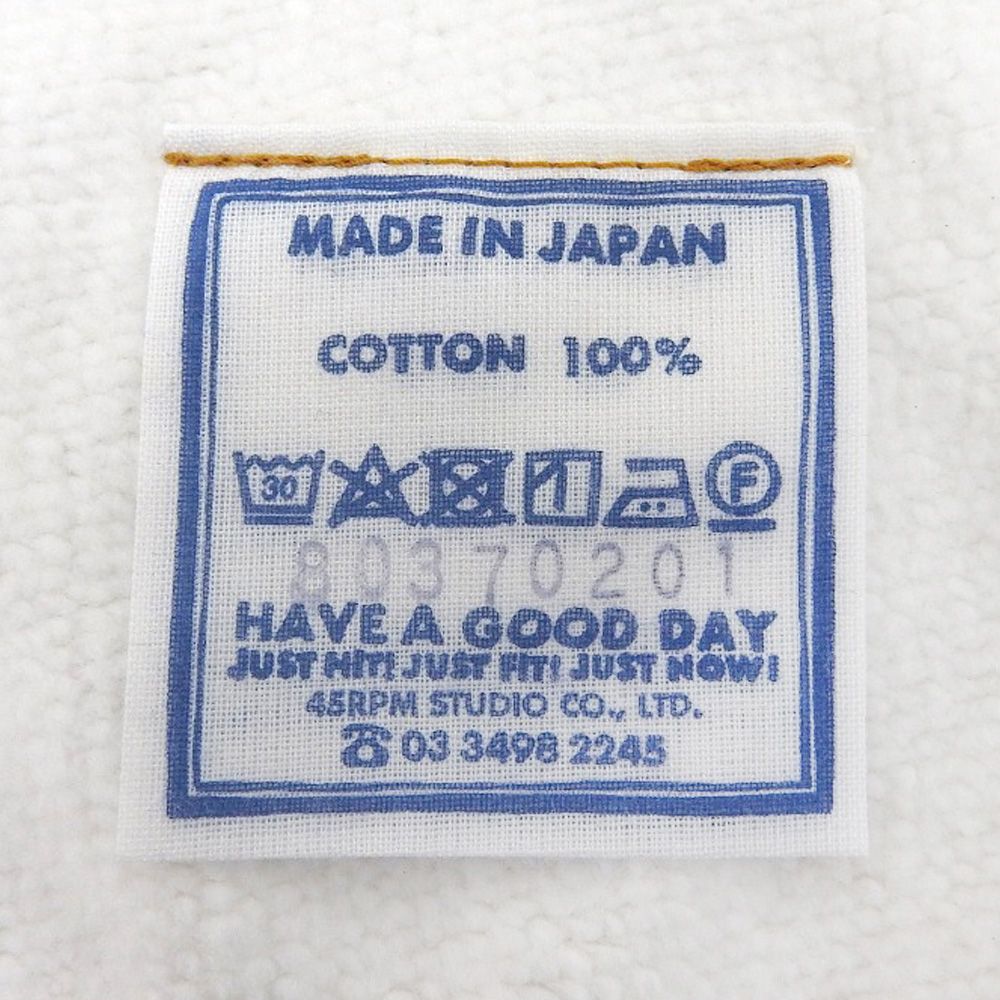 MADE IN JAPAN
COTTON 100%
30 F
80370201
HAVE A GOOD DAY
JUST HIT! JUST FIT! JUST NOW!
45RPM STUDIO CO., LTD.
☎ 03 3498 2245